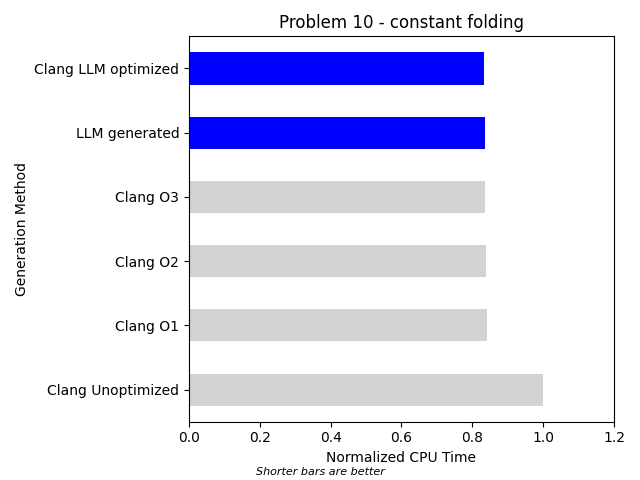 Problem 10 - constant folding
Clang LLM optimized
LLM generated
Clang O3
Clang O2
Clang O1
Clang Unoptimized
Generation Method
0.0 0.2 0.4 0.6 0.8 1.0 1.2
Normalized CPU Time
Shorter bars are better